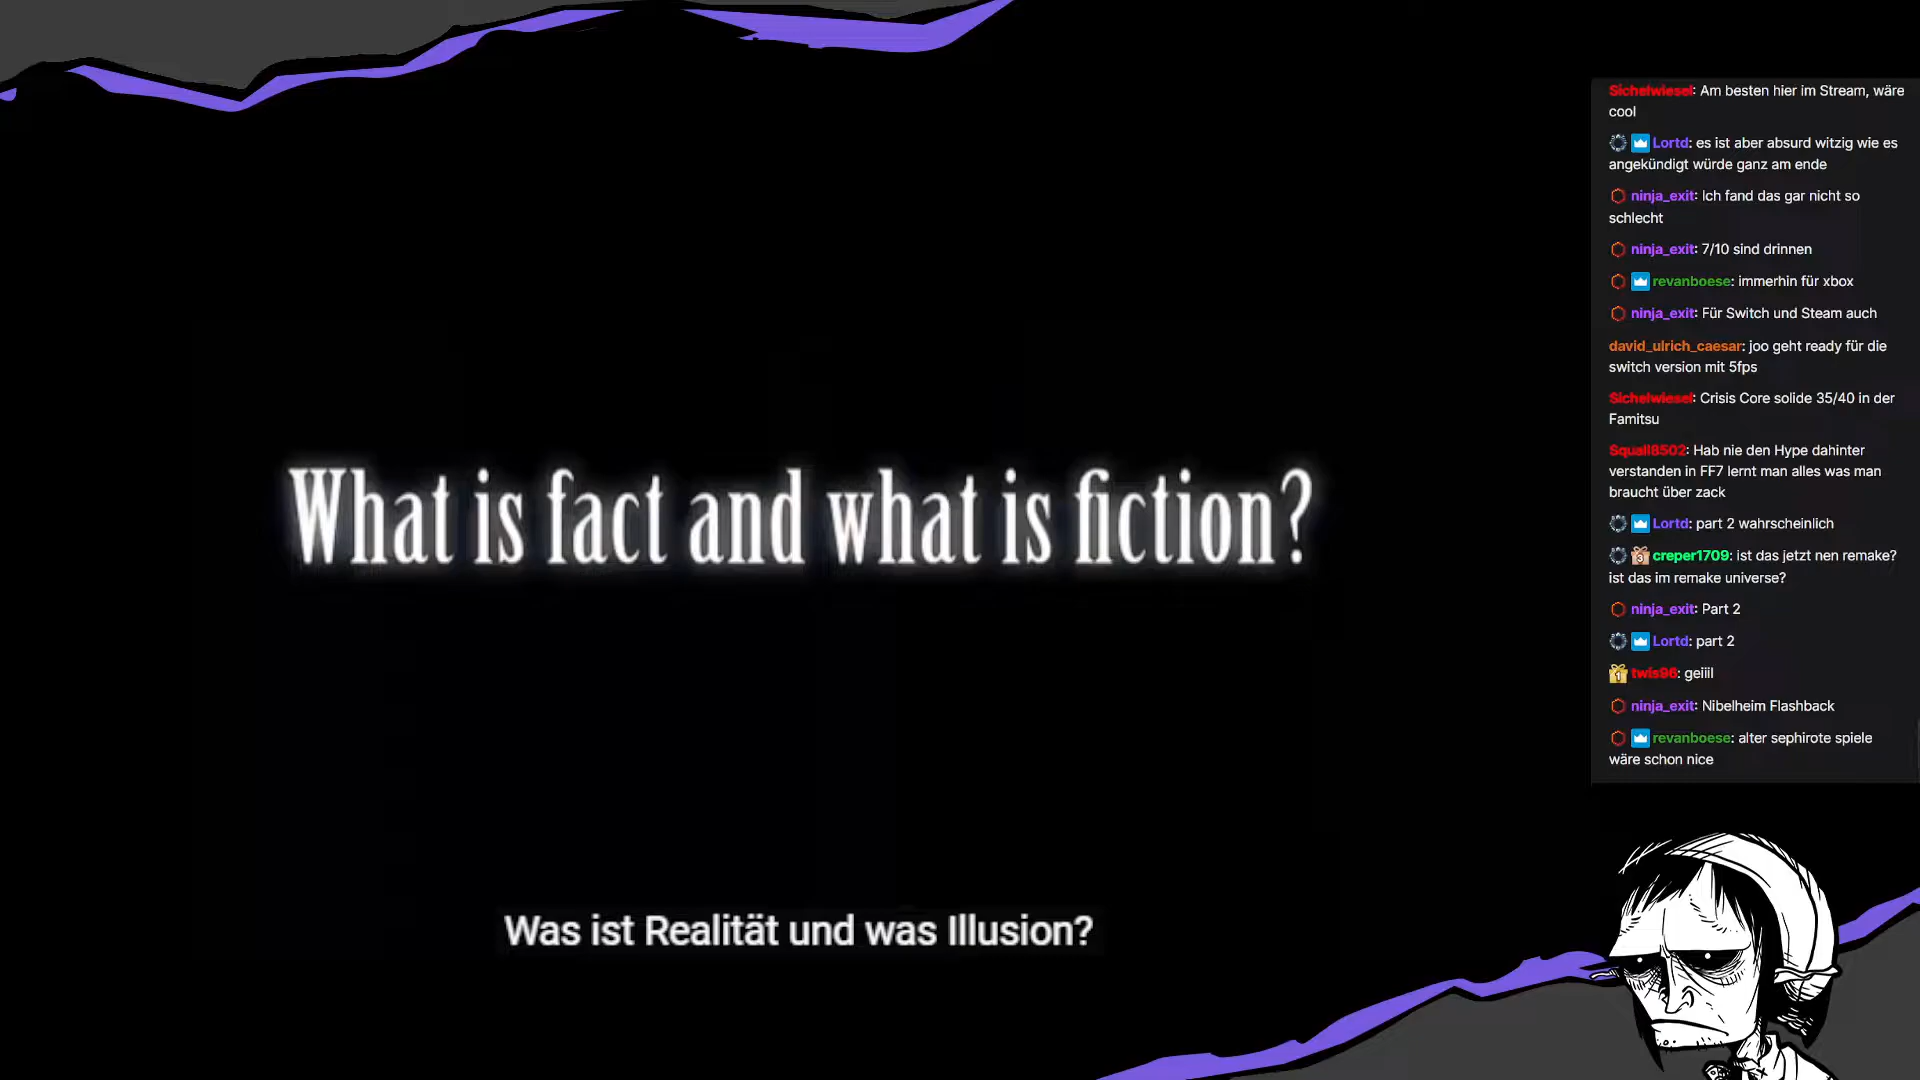 What is fact and what is fiction?
Was ist Realität und was Illusion?
Sichelwiesel: Am besten hier im Stream, wäre
cool
Lortd: es ist aber absurd witzig wie es
angekündigt würde ganz am ende
ninja_exit: Ich fand das gar nicht so
schlecht
ninja_exit: 7/10 sind drinnen
revanboese: immerhin für xbox
ninja_exit: Für Switch und Steam auch
david_ulrich_caesar: joo geht ready für die
switch version mit 5fps
Sichelwiesel: Crisis Core solide 35/40 in der
Famitsu
Squall8502: Hab nie den Hype dahinter
verstanden in FF7 lernt man alles was man
braucht über zack
Lortd: part 2 wahrscheinlich
creper1709: ist das jetzt nen remake?
ist das im remake universe?
ninja_exit: Part 2
Lortd: part 2
twis96: geiiil
ninja_exit: Nibelheim Flashback
revanboese: alter sephirote spiele
wäre schon nice